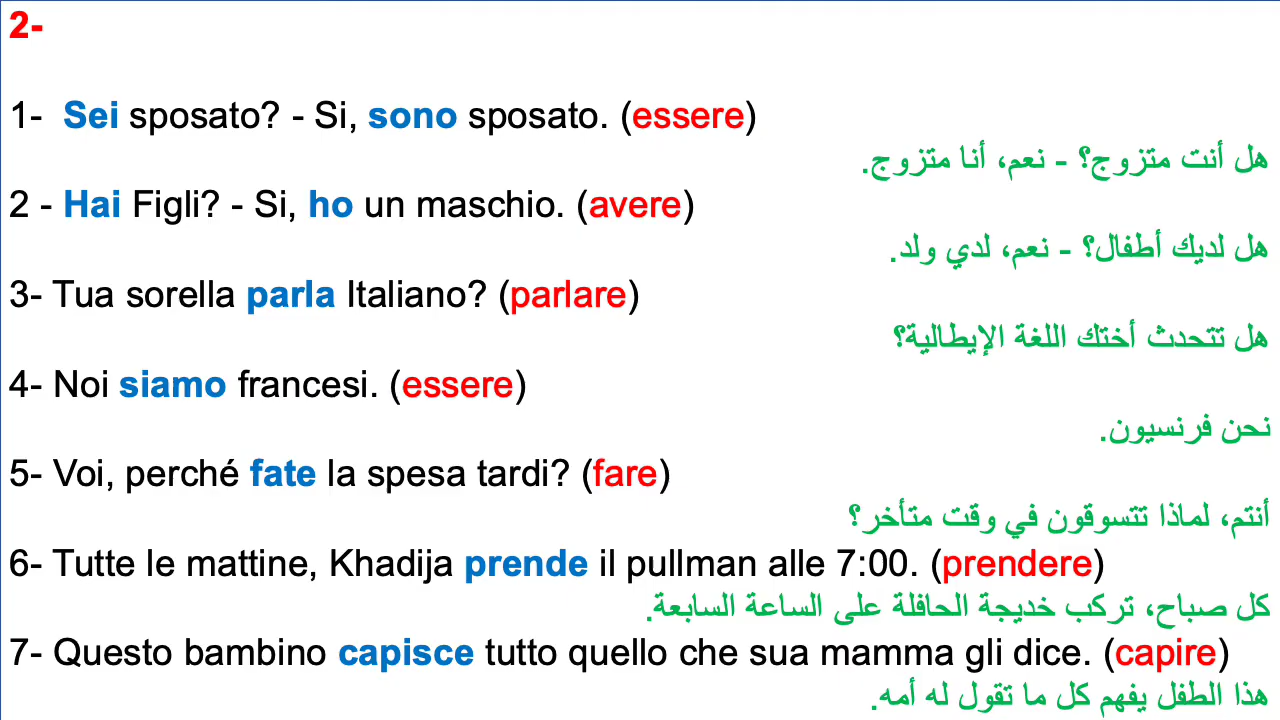 2-
1- Sei sposato? - Si, sono sposato. (essere)
هل أنت متزوج؟ - نعم، أنا متزوج.
2 - Hai Figli? - Si, ho un maschio. (avere)
هل لديك أطفال؟ - نعم، لدي ولد.
3- Tua sorella parla Italiano? (parlare)
هل تتحدث أختك اللغة الإيطالية؟
4- Noi siamo francesi. (essere)
نحن فرنسيون.
5- Voi, perché fate la spesa tardi? (fare)
أنتم، لماذا تتسوقون في وقت متأخر؟
6- Tutte le mattine, Khadija prende il pullman alle 7:00. (prendere)
كل صباح، تركب خديجة الحافلة على الساعة السابعة.
7- Questo bambino capisce tutto quello che sua mamma gli dice. (capire)
هذا الطفل يفهم كل ما تقول له أمه.